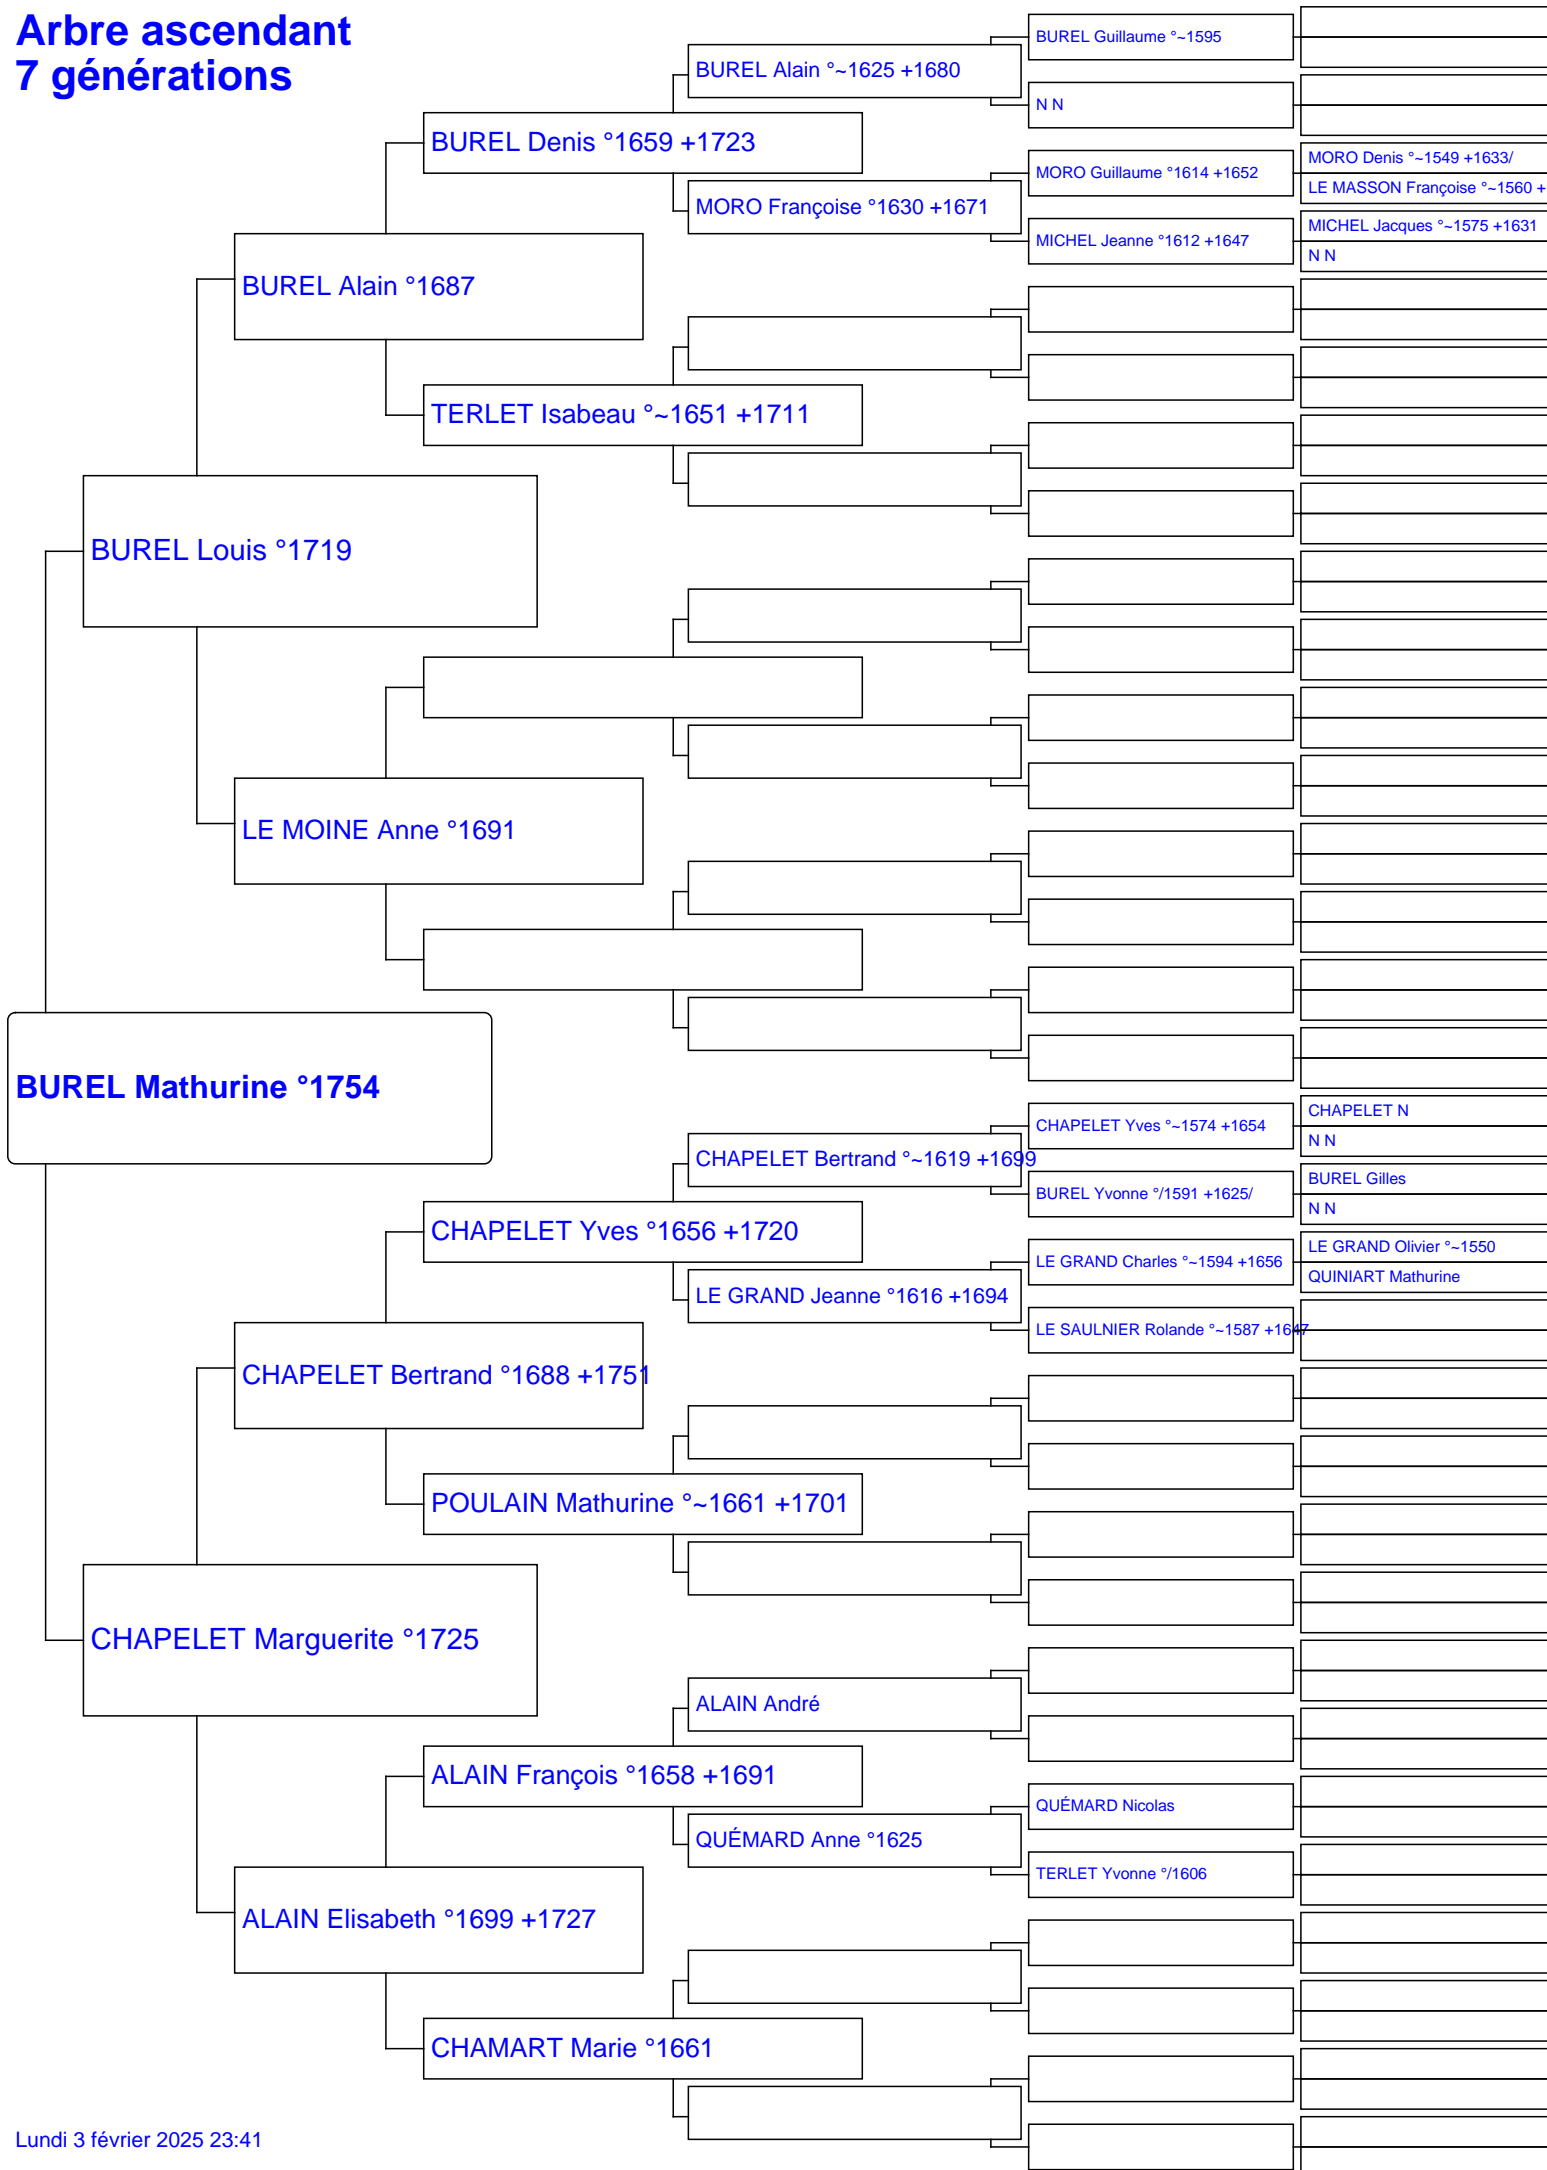 Arbre ascendant
7 générations
BUREL Guillaume °~1595
BUREL Alain °~1625 +1680
N N
BUREL Denis °1659 +1723
MORO Denis °~1549 +1633/
MORO Guillaume °1614 +1652
LE MASSON Françoise °~1560 +
MORO Françoise °1630 +1671
MICHEL Jacques °~1575 +1631
MICHEL Jeanne °1612 +1647
N N
BUREL Alain °1687
TERLET Isabeau °~1651 +1711
BUREL Louis °1719
LE MOINE Anne °1691
BUREL Mathurine °1754
CHAPELET N
CHAPELET Yves °~1574 +1654
N N
CHAPELET Bertrand °~1619 +1699
BUREL Gilles
BUREL Yvonne °/1591 +1625/
N N
CHAPELET Yves °1656 +1720
LE GRAND Olivier °~1550
LE GRAND Charles °~1594 +1656
QUINIART Mathurine
LE GRAND Jeanne °1616 +1694
LE SAULNIER Rolande °~1587 +1647
CHAPELET Bertrand °1688 +1751
POULAIN Mathurine °~1661 +1701
CHAPELET Marguerite °1725
ALAIN André
ALAIN François °1658 +1691
QUÉMARD Nicolas
QUÉMARD Anne °1625
TERLET Yvonne °/1606
ALAIN Elisabeth °1699 +1727
CHAMART Marie °1661
Lundi 3 février 2025 23:41